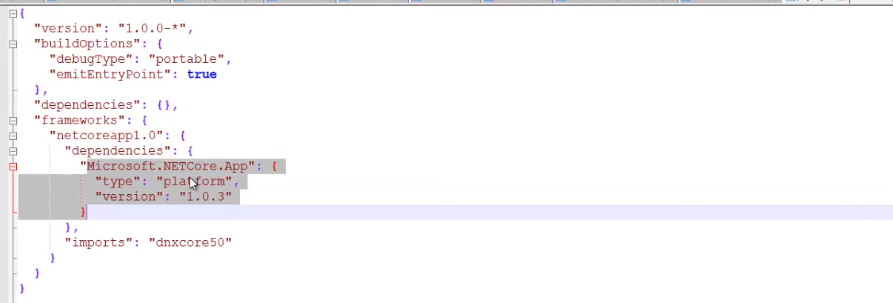 {
  "version": "1.0.0-*",
  "buildOptions": {
    "debugType": "portable",
    "emitEntryPoint": true
  },
  "dependencies": {},
  "frameworks": {
    "netcoreapp1.0": {
      "dependencies": {
        "Microsoft.NETCore.App": {
          "type": "platform",
          "version": "1.0.3"
        }
      },
      "imports": "dnxcore50"
    }
  }
}